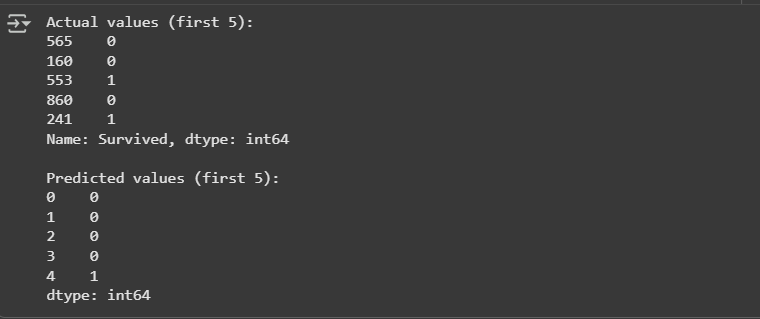 Actual values (first 5):
565    0
160    0
553    1
860    0
241    1
Name: Survived, dtype: int64

Predicted values (first 5):
0    0
1    0
2    0
3    0
4    1
dtype: int64